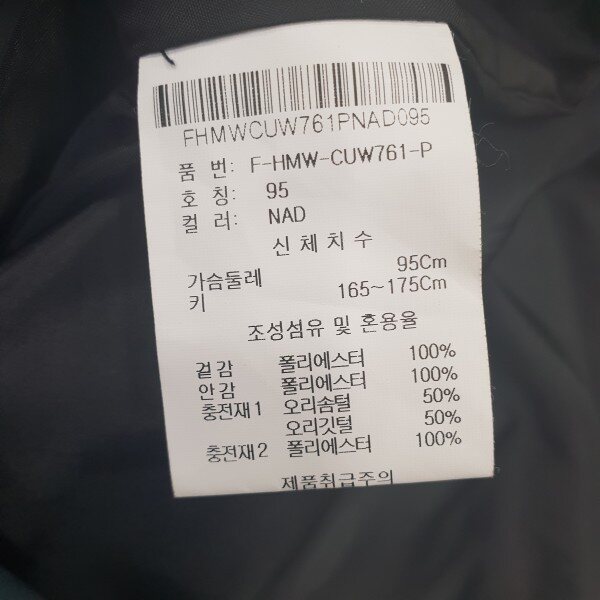 FHMWCUW761PNAD095
품 번: F-HMW-CUW761-P
호 칭: 95
컬 러: NAD
신 체 치 수
가슴둘레 95Cm
키 165~175Cm
조성섬유 및 혼용율
겉감 폴리에스터 100%
안감 폴리에스터 100%
충전재1 오리솜털 50%
오리깃털 50%
충전재2 폴리에스터 100%
제품취급주의